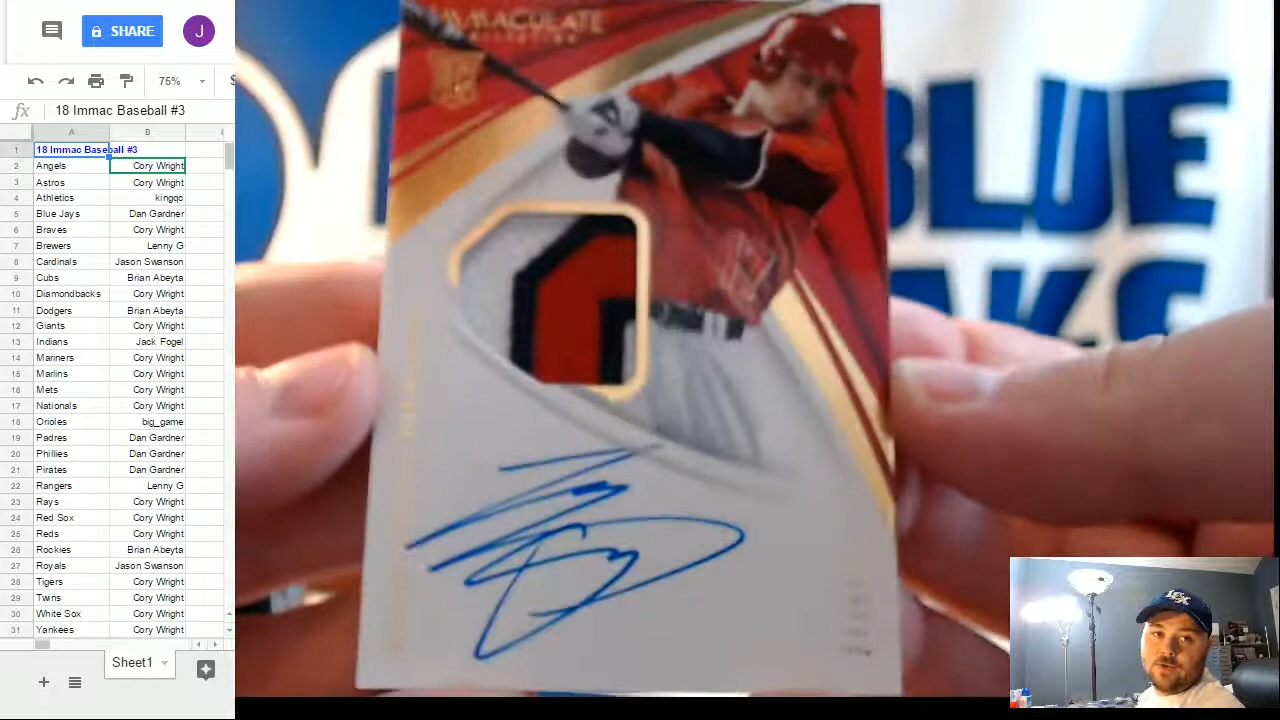 SHARE
J
75%
$
fx 18 Immac Baseball #3
A B
1 18 Immac Baseball #3
2 Angels Cory Wright
3 Astros Cory Wright
4 Athletics kingqc
5 Blue Jays Dan Gardner
6 Braves Cory Wright
7 Brewers Lenny G
8 Cardinals Jason Swanson
9 Cubs Brian Abeyta
10 Diamondbacks Cory Wright
11 Dodgers Brian Abeyta
12 Giants Cory Wright
13 Indians Jack Fogel
14 Mariners Cory Wright
15 Marlins Cory Wright
16 Mets Cory Wright
17 Nationals Cory Wright
18 Orioles big_game
19 Padres Dan Gardner
20 Phillies Dan Gardner
21 Pirates Dan Gardner
22 Rangers Lenny G
23 Rays Cory Wright
24 Red Sox Cory Wright
25 Reds Cory Wright
26 Rockies Brian Abeyta
27 Royals Jason Swanson
28 Tigers Cory Wright
29 Twins Cory Wright
30 White Sox Cory Wright
31 Yankees Cory Wright
Sheet1
IMMACULATE
COLLECTION
RC
BLUE